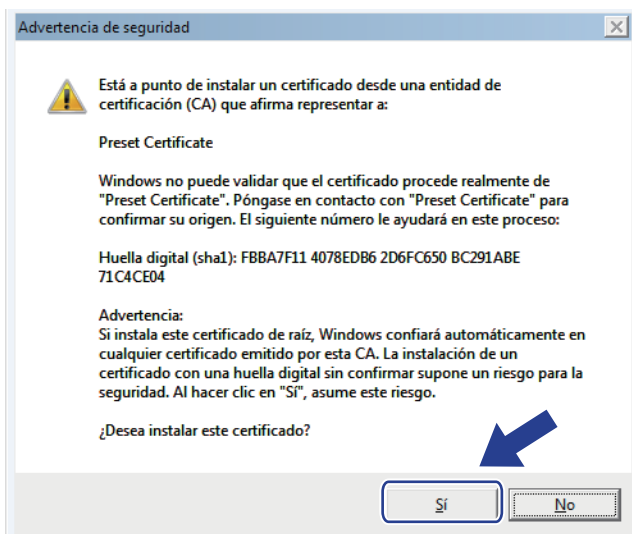 Advertencia de seguridad
Está a punto de instalar un certificado desde una entidad de
certificación (CA) que afirma representar a:
Preset Certificate
Windows no puede validar que el certificado procede realmente de
"Preset Certificate". Póngase en contacto con "Preset Certificate" para
confirmar su origen. El siguiente número le ayudará en este proceso:
Huella digital (sha1): FBBA7F11 4078EDB6 2D6FC650 BC291ABE
71C4CE04
Advertencia:
Si instala este certificado de raíz, Windows confiará automáticamente en
cualquier certificado emitido por esta CA. La instalación de un
certificado con una huella digital sin confirmar supone un riesgo para la
seguridad. Al hacer clic en "Sí", asume este riesgo.
¿Desea instalar este certificado?
Sí
No